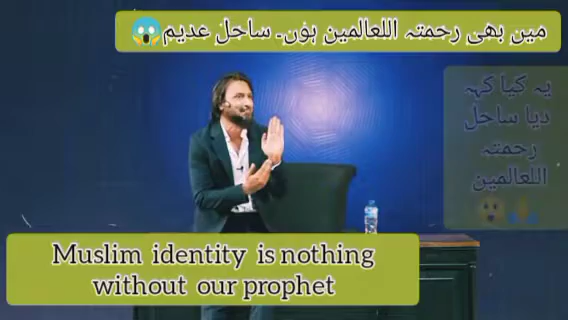 میں بھی رحمتہ اللعالمین ہوں۔ ساحل عدیم😱
یہ کیا کہہ
دیا ساحل
رحمتہ
اللعالمین
😲🙌
Muslim identity is nothing
without our prophet